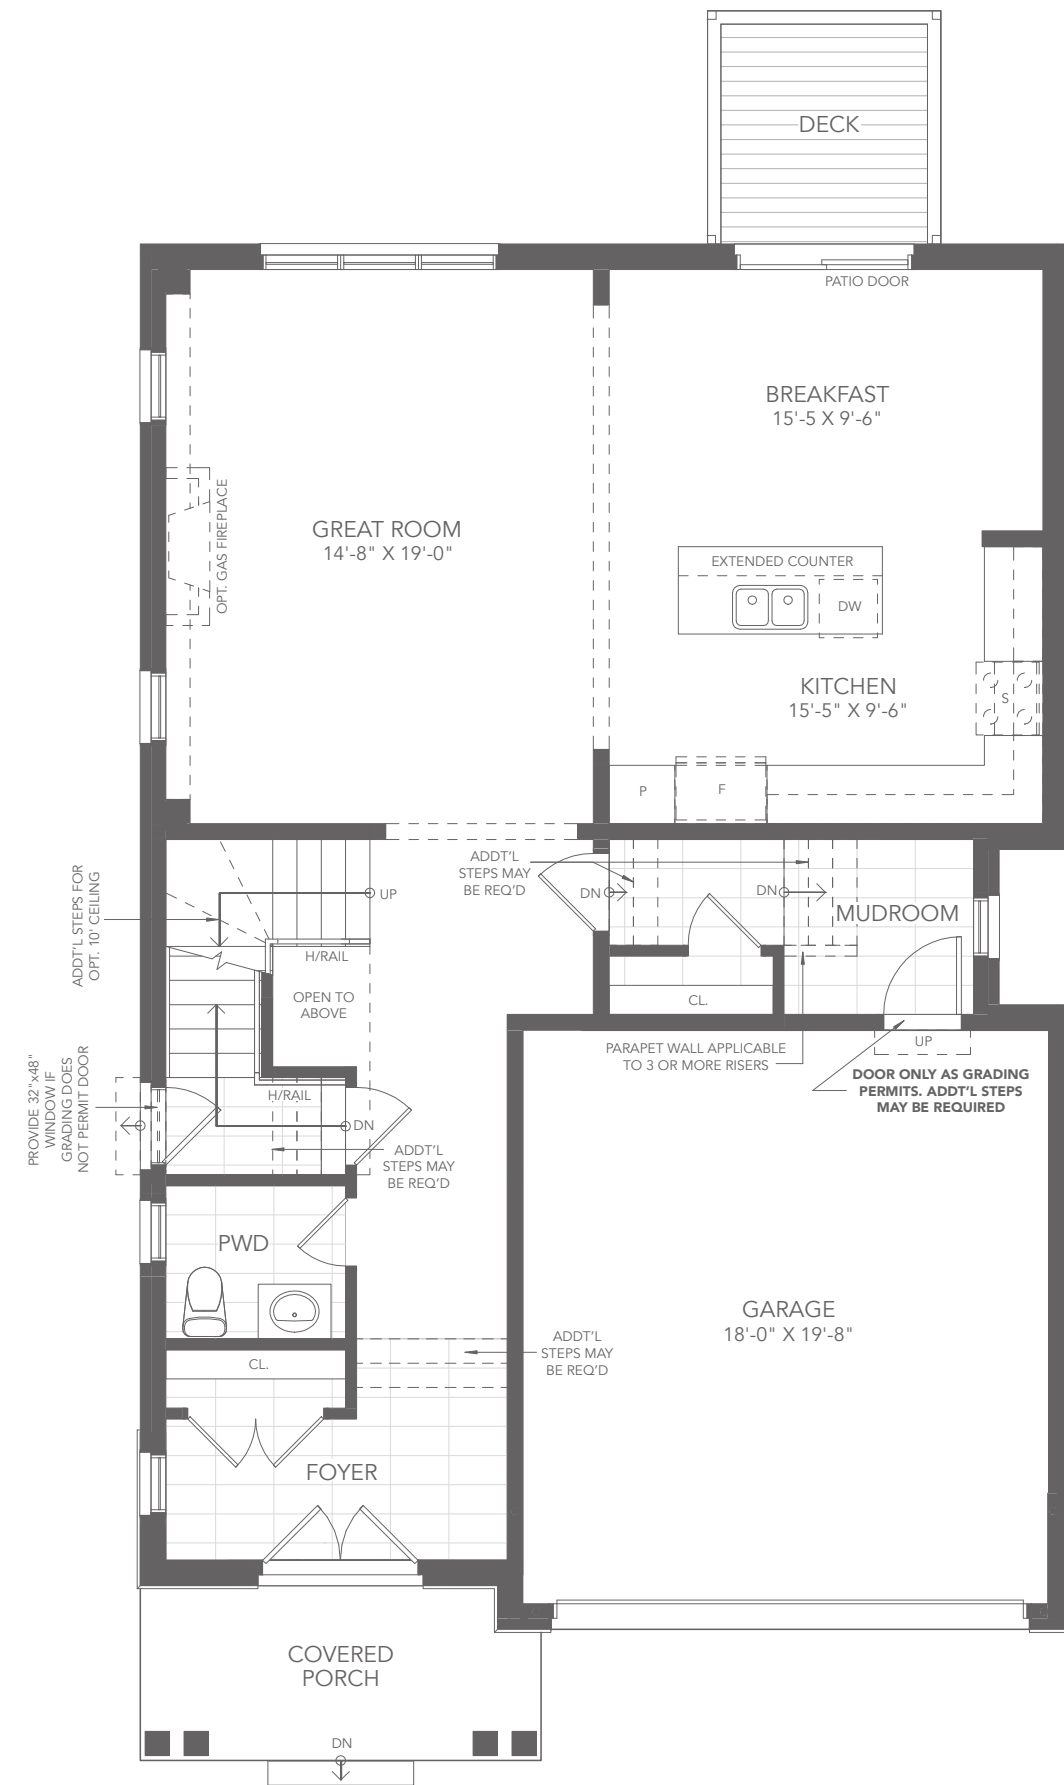 DECK
PATIO DOOR
BREAKFAST
15'-5 X 9'-6"
GREAT ROOM
14'-8" X 19'-0"
OPT. GAS FIREPLACE
EXTENDED COUNTER
DW
KITCHEN
15'-5" X 9'-6"
S
P
F
ADDT'L
STEPS MAY
BE REQ'D
UP
DN
DN
MUDROOM
ADDT'L STEPS FOR
OPT. 10' CEILING
H/RAIL
OPEN TO
ABOVE
CL.
UP
PARAPET WALL APPLICABLE
TO 3 OR MORE RISERS
DOOR ONLY AS GRADING
PERMITS. ADDT'L STEPS
MAY BE REQUIRED
PROVIDE 32"x48"
WINDOW IF
GRADING DOES
NOT PERMIT DOOR
H/RAIL
DN
ADDT'L
STEPS MAY
BE REQ'D
PWD
GARAGE
18'-0" X 19'-8"
ADDT'L
STEPS MAY
BE REQ'D
CL.
FOYER
COVERED
PORCH
DN